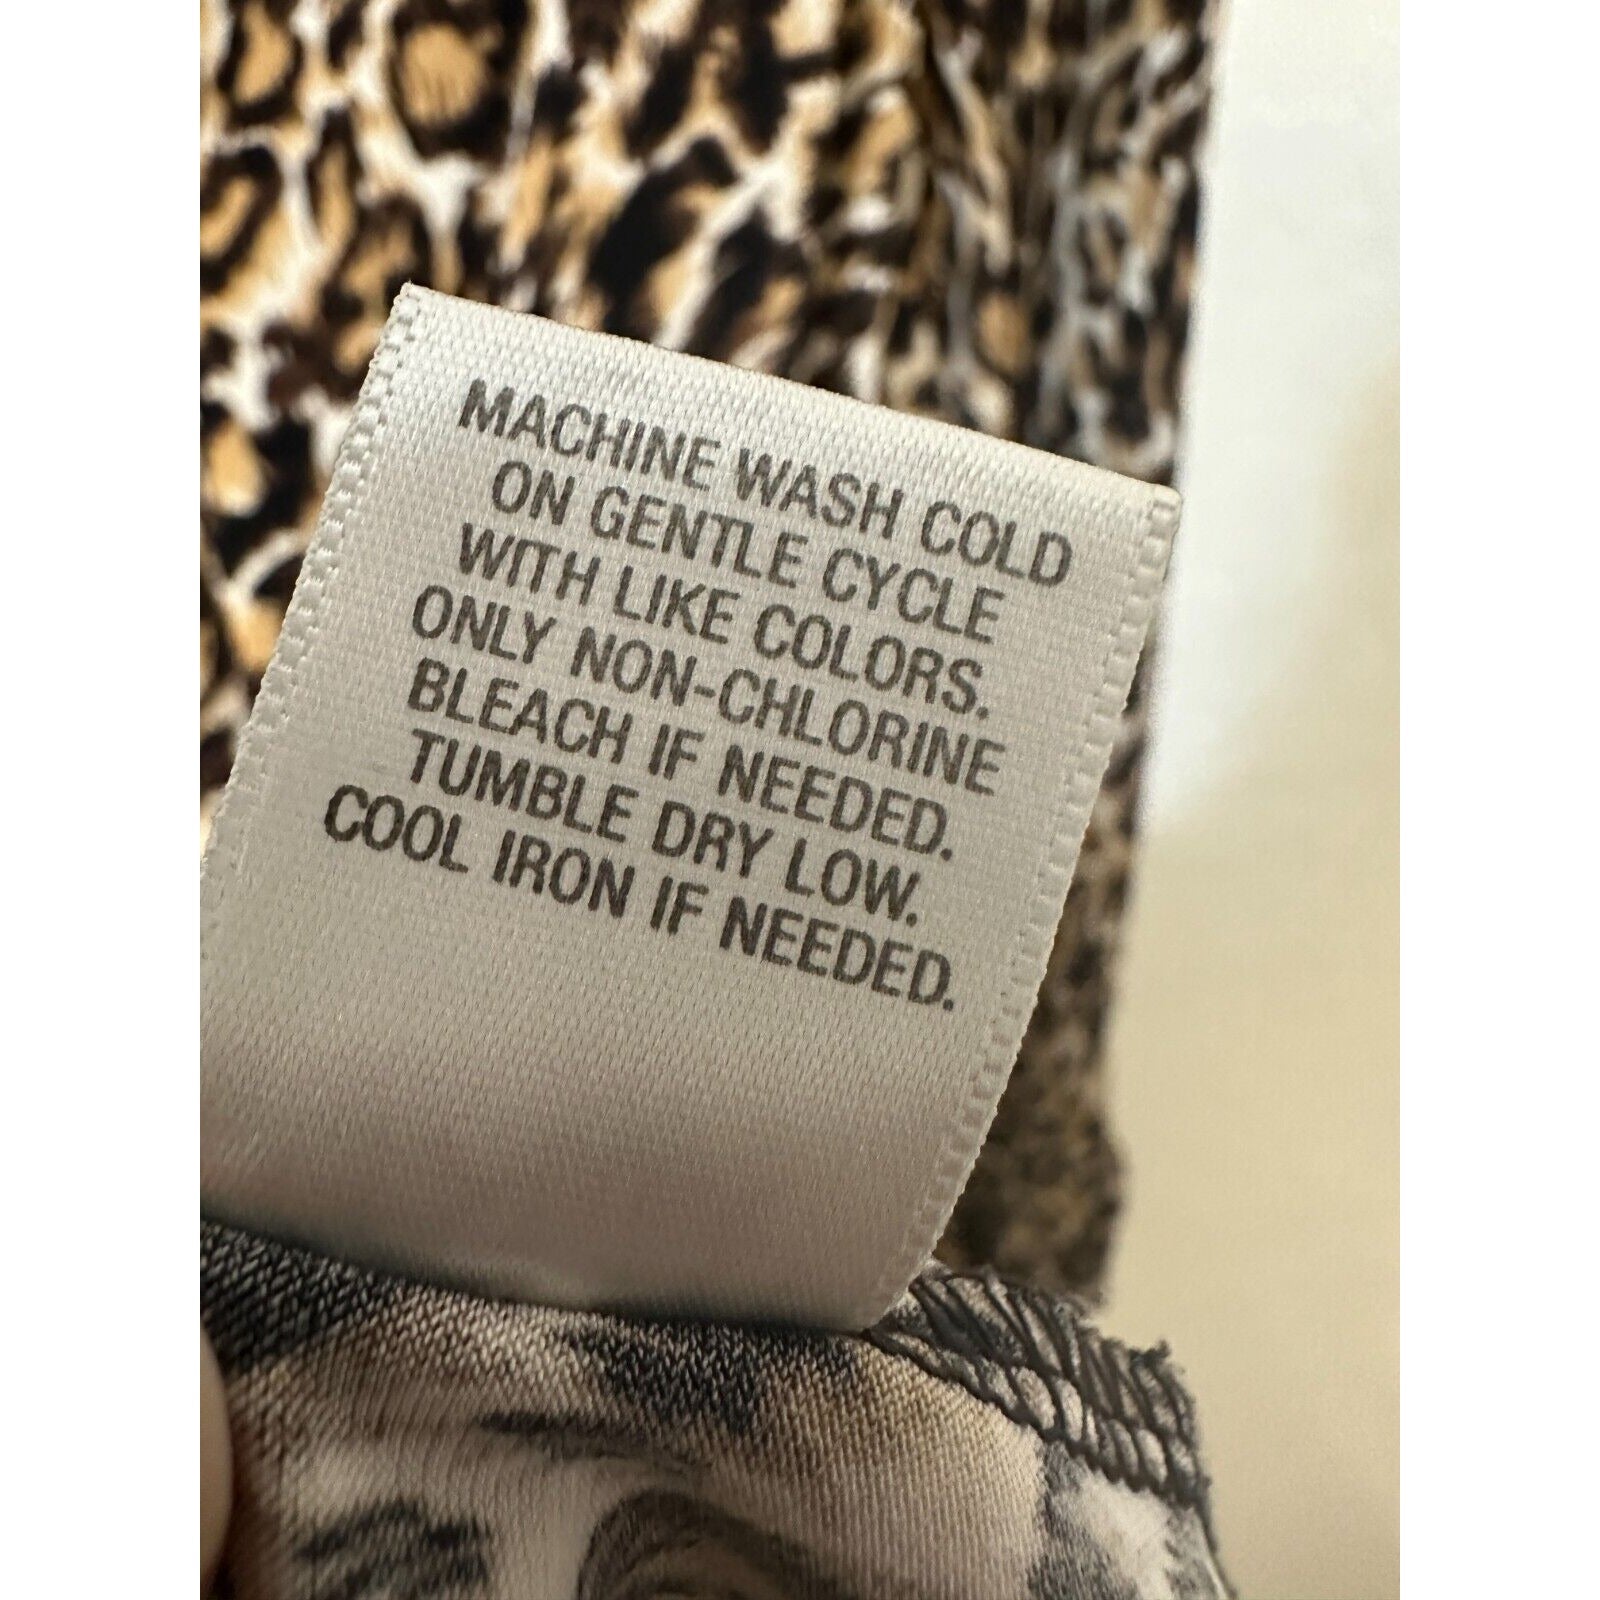 MACHINE WASH COLD
ON GENTLE CYCLE
WITH LIKE COLORS.
ONLY NON-CHLORINE
BLEACH IF NEEDED.
TUMBLE DRY LOW.
COOL IRON IF NEEDED.